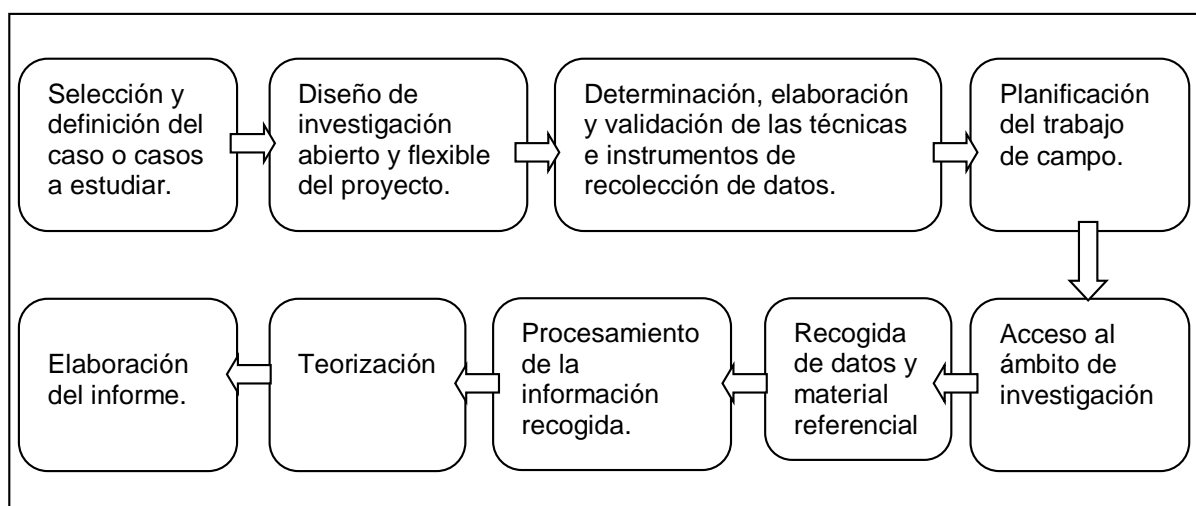 Selección y
definición del
caso o casos
a estudiar.
Diseño de
investigación
abierto y flexible
del proyecto.
Determinación, elaboración
y validación de las técnicas
e instrumentos de
recolección de datos.
Planificación
del trabajo
de campo.
Acceso al
ámbito de
investigación
Recogida
de datos y
material
referencial
Procesamiento
de la
información
recogida.
Teorización
Elaboración
del informe.